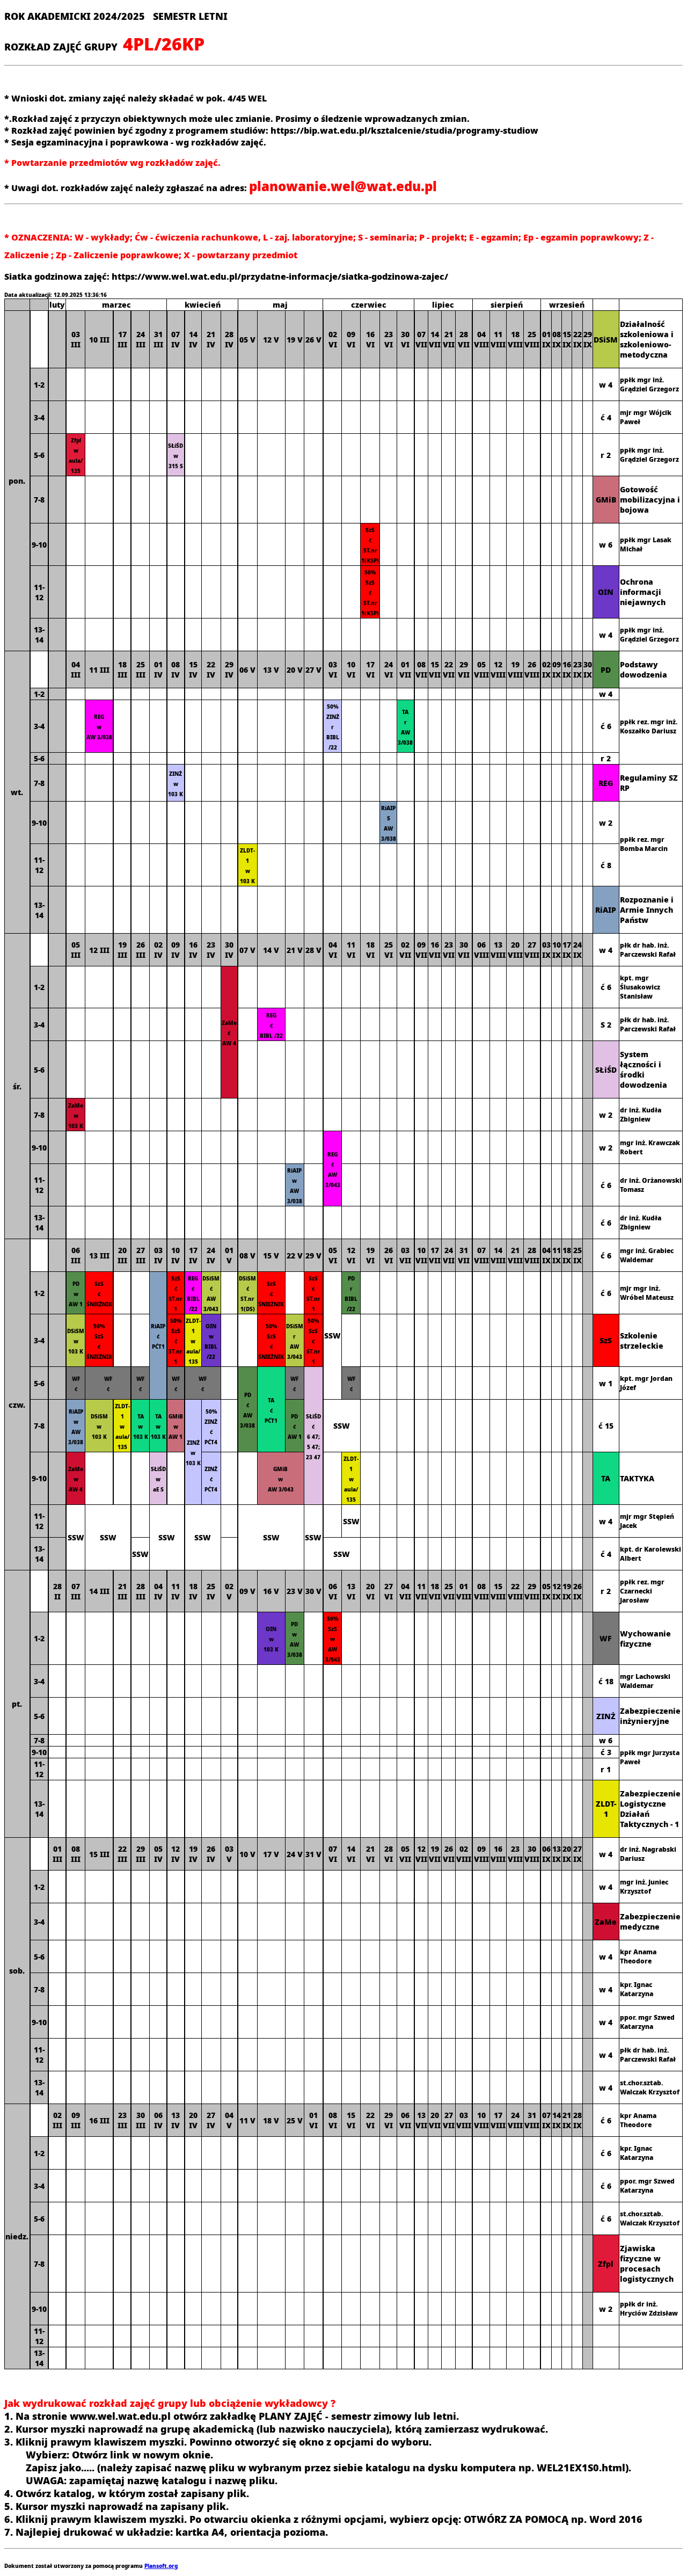 ROK AKADEMICKI 2024/2025 SEMESTR LETNI
ROZKŁAD ZAJĘĆ GRUPY 4PL/26KP
* Wnioski dot. zmiany zajęć należy składać w pok. 4/45 WEL
*.Rozkład zajęć z przyczyn obiektywnych może ulec zmianie. Prosimy o śledzenie wprowadzanych zmian.
* Rozkład zajęć powinien być zgodny z programem studiów: https://bip.wat.edu.pl/ksztalcenie/studia/programy-studiow
* Sesja egzaminacyjna i poprawkowa - wg rozkładów zajęć.
* Powtarzanie przedmiotów wg rozkładów zajęć.
* Uwagi dot. rozkładów zajęć należy zgłaszać na adres: planowanie.wel@wat.edu.pl
* OZNACZENIA: W - wykłady; Ćw - ćwiczenia rachunkowe, L - zaj. laboratoryjne; S - seminaria; P - projekt; E - egzamin; Ep - egzamin poprawkowy; Z -
Zaliczenie ; Zp - Zaliczenie poprawkowe; X - powtarzany przedmiot
Siatka godzinowa zajęć: https://www.wel.wat.edu.pl/przydatne-informacje/siatka-godzinowa-zajec/
Data aktualizacji: 12.09.2025 13:36:16
luty marzec kwiecień maj czerwiec lipiec sierpień wrzesień
pon. 03 III 10 III 17 III 24 III 31 III 07 IV 14 IV 21 IV 28 IV 05 V 12 V 19 V 26 V 02 VI 09 VI 16 VI 23 VI 30 VI 07 VII 14 VII 21 VII 28 VII 04 VIII 11 VIII 18 VIII 25 VIII 01 IX 08 IX 15 IX 22 IX 29 IX DSiSM Działalność szkoleniowa i szkoleniowo-metodyczna
1-2 w 4 ppłk mgr inż. Grądziel Grzegorz
3-4 ć 4 mjr mgr Wójcik Paweł
5-6 Zfpl w aula/ 135 SŁiŚD w 315 S r 2 ppłk mgr inż. Grądziel Grzegorz
7-8 GMiB Gotowość mobilizacyjna i bojowa
9-10 SzS ć ST.nr 1(KSP) w 6 ppłk mgr Lasak Michał
11-12 50% SzS ć ST.nr 1(KSP) OIN Ochrona informacji niejawnych
13-14 w 4 ppłk mgr inż. Grądziel Grzegorz
wt. 04 III 11 III 18 III 25 III 01 IV 08 IV 15 IV 22 IV 29 IV 06 V 13 V 20 V 27 V 03 VI 10 VI 17 VI 24 VI 01 VII 08 VII 15 VII 22 VII 29 VII 05 VIII 12 VIII 19 VIII 26 VIII 02 IX 09 IX 16 IX 23 IX 30 IX PD Podstawy dowodzenia
1-2 w 4 ppłk rez. mgr inż. Koszałko Dariusz
3-4 REG w AW 3/038 50% ZINŻ r BIBL /22 TA r AW 3/038 ć 6
5-6 r 2
7-8 ZINŻ w 103 K REG Regulaminy SZ RP
9-10 RiAIP S AW 3/038 w 2 ppłk rez. mgr Bomba Marcin
11-12 ZLDT-1 w 103 K ć 8
13-14 RiAIP Rozpoznanie i Armie Innych Państw
śr. 05 III 12 III 19 III 26 III 02 IV 09 IV 16 IV 23 IV 30 IV 07 V 14 V 21 V 28 V 04 VI 11 VI 18 VI 25 VI 02 VII 09 VII 16 VII 23 VII 30 VII 06 VIII 13 VIII 20 VIII 27 VIII 03 IX 10 IX 17 IX 24 IX w 4 płk dr hab. inż. Parczewski Rafał
1-2 ZaMe ć AW 4 ć 6 kpt. mgr Ślusakowicz Stanisław
3-4 REG ć BIBL /22 S 2 płk dr hab. inż. Parczewski Rafał
5-6 SŁiŚD System łączności i środki dowodzenia
7-8 ZaMe w 103 K w 2 dr inż. Kudła Zbigniew
9-10 REG ć AW 3/043 w 2 mgr inż. Krawczak Robert
11-12 RiAIP w AW 3/038 ć 6 dr inż. Orżanowski Tomasz
13-14 ć 6 dr inż. Kudła Zbigniew
czw. 06 III 13 III 20 III 27 III 03 IV 10 IV 17 IV 24 IV 01 V 08 V 15 V 22 V 29 V 05 VI 12 VI 19 VI 26 VI 03 VII 10 VII 17 VII 24 VII 31 VII 07 VIII 14 VIII 21 VIII 28 VIII 04 IX 11 IX 18 IX 25 IX ć 6 mgr inż. Grabiec Waldemar
1-2 PD w AW 1 SzS ć ŚNIEŻNIK RiAIP ć PĆT1 SzS ć ST.nr 1 REG ć BIBL /22 DSiSM ć AW 3/043 DSiSM ć ST.nr 1(DS) SzS ć ŚNIEŻNIK SzS ć ST.nr 1 SSW PD r BIBL /22 ć 6 mjr mgr inż. Wróbel Mateusz
3-4 DSiSM w 103 K 50% SzS ć ŚNIEŻNIK 50% SzS ć ST.nr 1 ZLDT-1 w aula/ 135 OIN w BIBL /22 50% SzS ć ŚNIEŻNIK DSiSM r AW 3/043 50% SzS ć ST.nr 1 SzS Szkolenie strzeleckie
5-6 WF ć WF ć WF ć WF ć WF ć PD ć AW 3/038 TA ć PĆT1 WF ć SŁiŚD ć 6 47; 5 47; 23 47 WF ć w 1 kpt. mgr Jordan Józef
7-8 RiAIP w AW 3/038 DSiSM w 103 K ZLDT-1 w aula/ 135 TA w 103 K TA w 103 K GMiB w AW 1 ZINŻ w 103 K 50% ZINŻ ć PĆT4 PD ć AW 1 SSW ć 15
9-10 ZaMe w AW 4 SŁiŚD w aE S ZINŻ ć PĆT4 GMiB w AW 3/043 ZLDT-1 w aula/ 135 TA TAKTYKA
11-12 SSW SSW SSW SSW SSW SSW SSW w 4 mjr mgr Stępień Jacek
13-14 SSW SSW ć 4 kpt. dr Karolewski Albert
pt. 28 II 07 III 14 III 21 III 28 III 04 IV 11 IV 18 IV 25 IV 02 V 09 V 16 V 23 V 30 V 06 VI 13 VI 20 VI 27 VI 04 VII 11 VII 18 VII 25 VII 01 VIII 08 VIII 15 VIII 22 VIII 29 VIII 05 IX 12 IX 19 IX 26 IX r 2 ppłk rez. mgr Czarnecki Jarosław
1-2 OIN w 103 K PD w AW 3/038 50% SzS w AW 3/043 WF Wychowanie fizyczne
3-4 ć 18 mgr Lachowski Waldemar
5-6 ZINŻ Zabezpieczenie inżynieryjne
7-8 w 6 ppłk mgr Jurzysta Paweł
9-10 ć 3
11-12 r 1
13-14 ZLDT-1 Zabezpieczenie Logistyczne Działań Taktycznych - 1
sob. 01 III 08 III 15 III 22 III 29 III 05 IV 12 IV 19 IV 26 IV 03 V 10 V 17 V 24 V 31 V 07 VI 14 VI 21 VI 28 VI 05 VII 12 VII 19 VII 26 VII 02 VIII 09 VIII 16 VIII 23 VIII 30 VIII 06 IX 13 IX 20 IX 27 IX w 4 dr inż. Nagrabski Dariusz
1-2 w 4 mgr inż. Juniec Krzysztof
3-4 ZaMe Zabezpieczenie medyczne
5-6 w 4 kpr Anama Theodore
7-8 w 4 kpr. Ignac Katarzyna
9-10 w 4 ppor. mgr Szwed Katarzyna
11-12 w 4 płk dr hab. inż. Parczewski Rafał
13-14 w 4 st.chor.sztab. Walczak Krzysztof
niedz. 02 III 09 III 16 III 23 III 30 III 06 IV 13 IV 20 IV 27 IV 04 V 11 V 18 V 25 V 01 VI 08 VI 15 VI 22 VI 29 VI 06 VII 13 VII 20 VII 27 VII 03 VIII 10 VIII 17 VIII 24 VIII 31 VIII 07 IX 14 IX 21 IX 28 IX ć 6 kpr Anama Theodore
1-2 ć 6 kpr. Ignac Katarzyna
3-4 ć 6 ppor. mgr Szwed Katarzyna
5-6 ć 6 st.chor.sztab. Walczak Krzysztof
7-8 Zfpl Zjawiska fizyczne w procesach logistycznych
9-10 w 2 ppłk dr inż. Hryciów Zdzisław
11-12
13-14
Jak wydrukować rozkład zajęć grupy lub obciążenie wykładowcy ?
1. Na stronie www.wel.wat.edu.pl otwórz zakładkę PLANY ZAJĘĆ - semestr zimowy lub letni.
2. Kursor myszki naprowadź na grupę akademicką (lub nazwisko nauczyciela), którą zamierzasz wydrukować.
3. Kliknij prawym klawiszem myszki. Powinno otworzyć się okno z opcjami do wyboru.
Wybierz: Otwórz link w nowym oknie.
Zapisz jako..... (należy zapisać nazwę pliku w wybranym przez siebie katalogu na dysku komputera np. WEL21EX1S0.html).
UWAGA: zapamiętaj nazwę katalogu i nazwę pliku.
4. Otwórz katalog, w którym został zapisany plik.
5. Kursor myszki naprowadź na zapisany plik.
6. Kliknij prawym klawiszem myszki. Po otwarciu okienka z różnymi opcjami, wybierz opcję: OTWÓRZ ZA POMOCĄ np. Word 2016
7. Najlepiej drukować w układzie: kartka A4, orientacja pozioma.
Dokument został utworzony za pomocą programu Plansoft.org